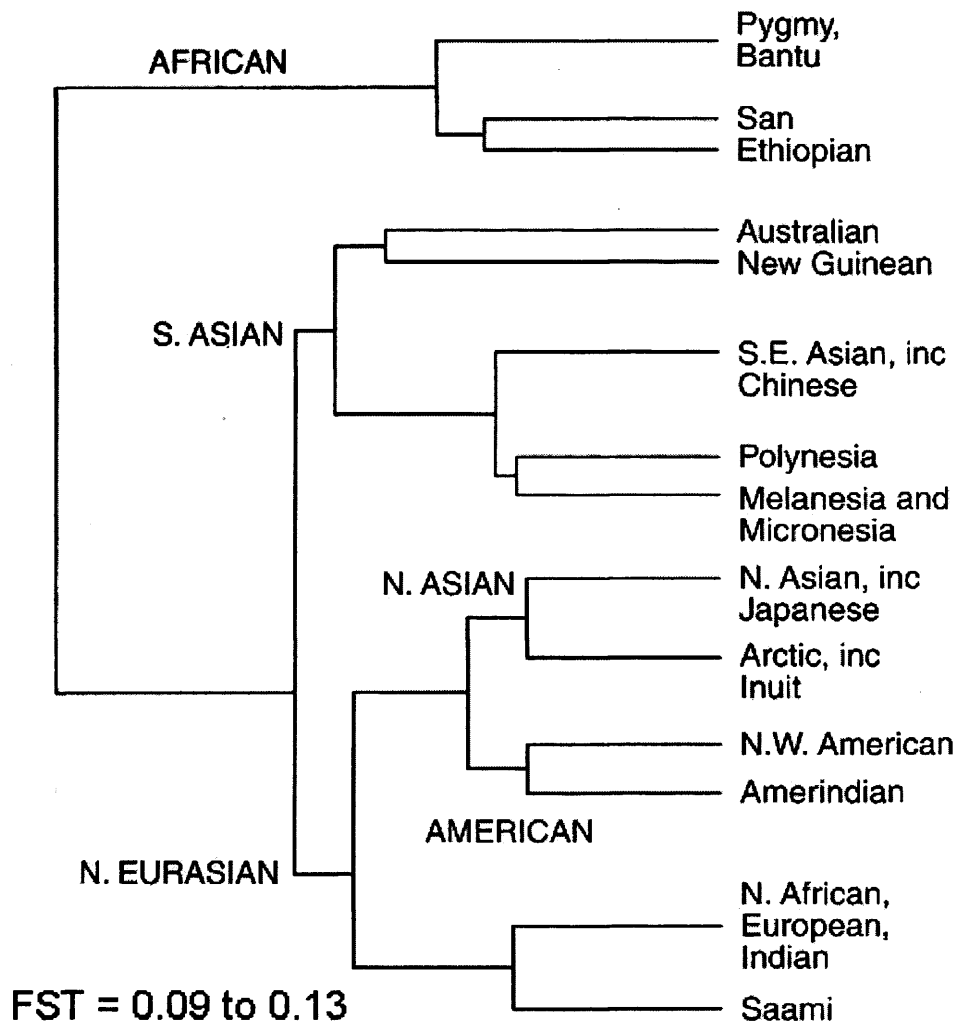 Pygmy,
Bantu
AFRICAN
San
Ethiopian
Australian
New Guinean
S. ASIAN
S.E. Asian, inc
Chinese
Polynesia
Melanesia and
Micronesia
N. ASIAN
N. Asian, inc
Japanese
Arctic, inc
Inuit
N.W. American
Amerindian
AMERICAN
N. EURASIAN
N. African,
European,
Indian
Saami
FST = 0.09 to 0.13